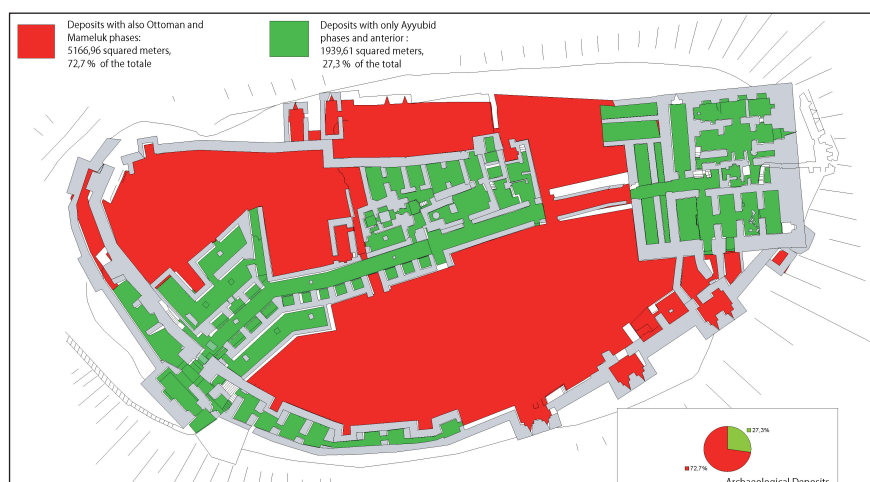 Deposits with also Ottoman and
Mameluk phases:
5166,96 squared meters,
72,7 % of the totale
Deposits with only Ayyubid
phases and anterior :
1939,61 squared meters,
27,3 % of the total
27,3%
72,7%
Archaeological Deposits